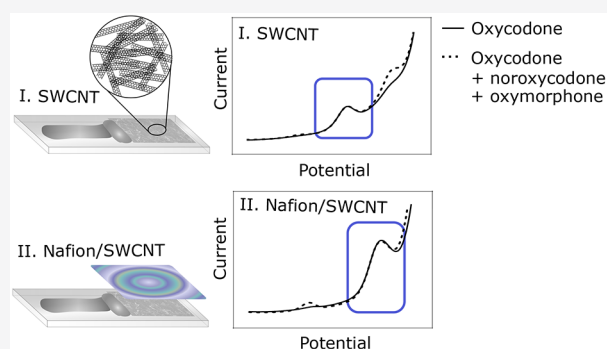 I. SWCNT
II. Nafion/SWCNT
I. SWCNT
Current
Potential
II. Nafion/SWCNT
Current
Potential
Oxycodone
Oxycodone
+ noroxycodone
+ oxymorphone